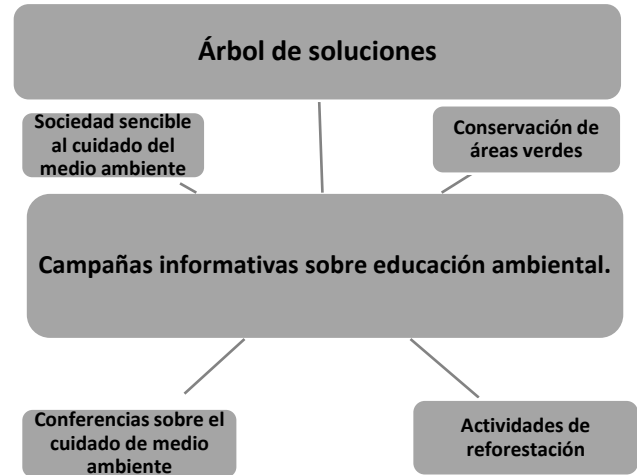 Árbol de soluciones
Sociedad sencible
al cuidado del
medio ambiente
Conservación de
áreas verdes
Campañas informativas sobre educación ambiental.
Conferencias sobre el
cuidado de medio
ambiente
Actividades de
reforestación